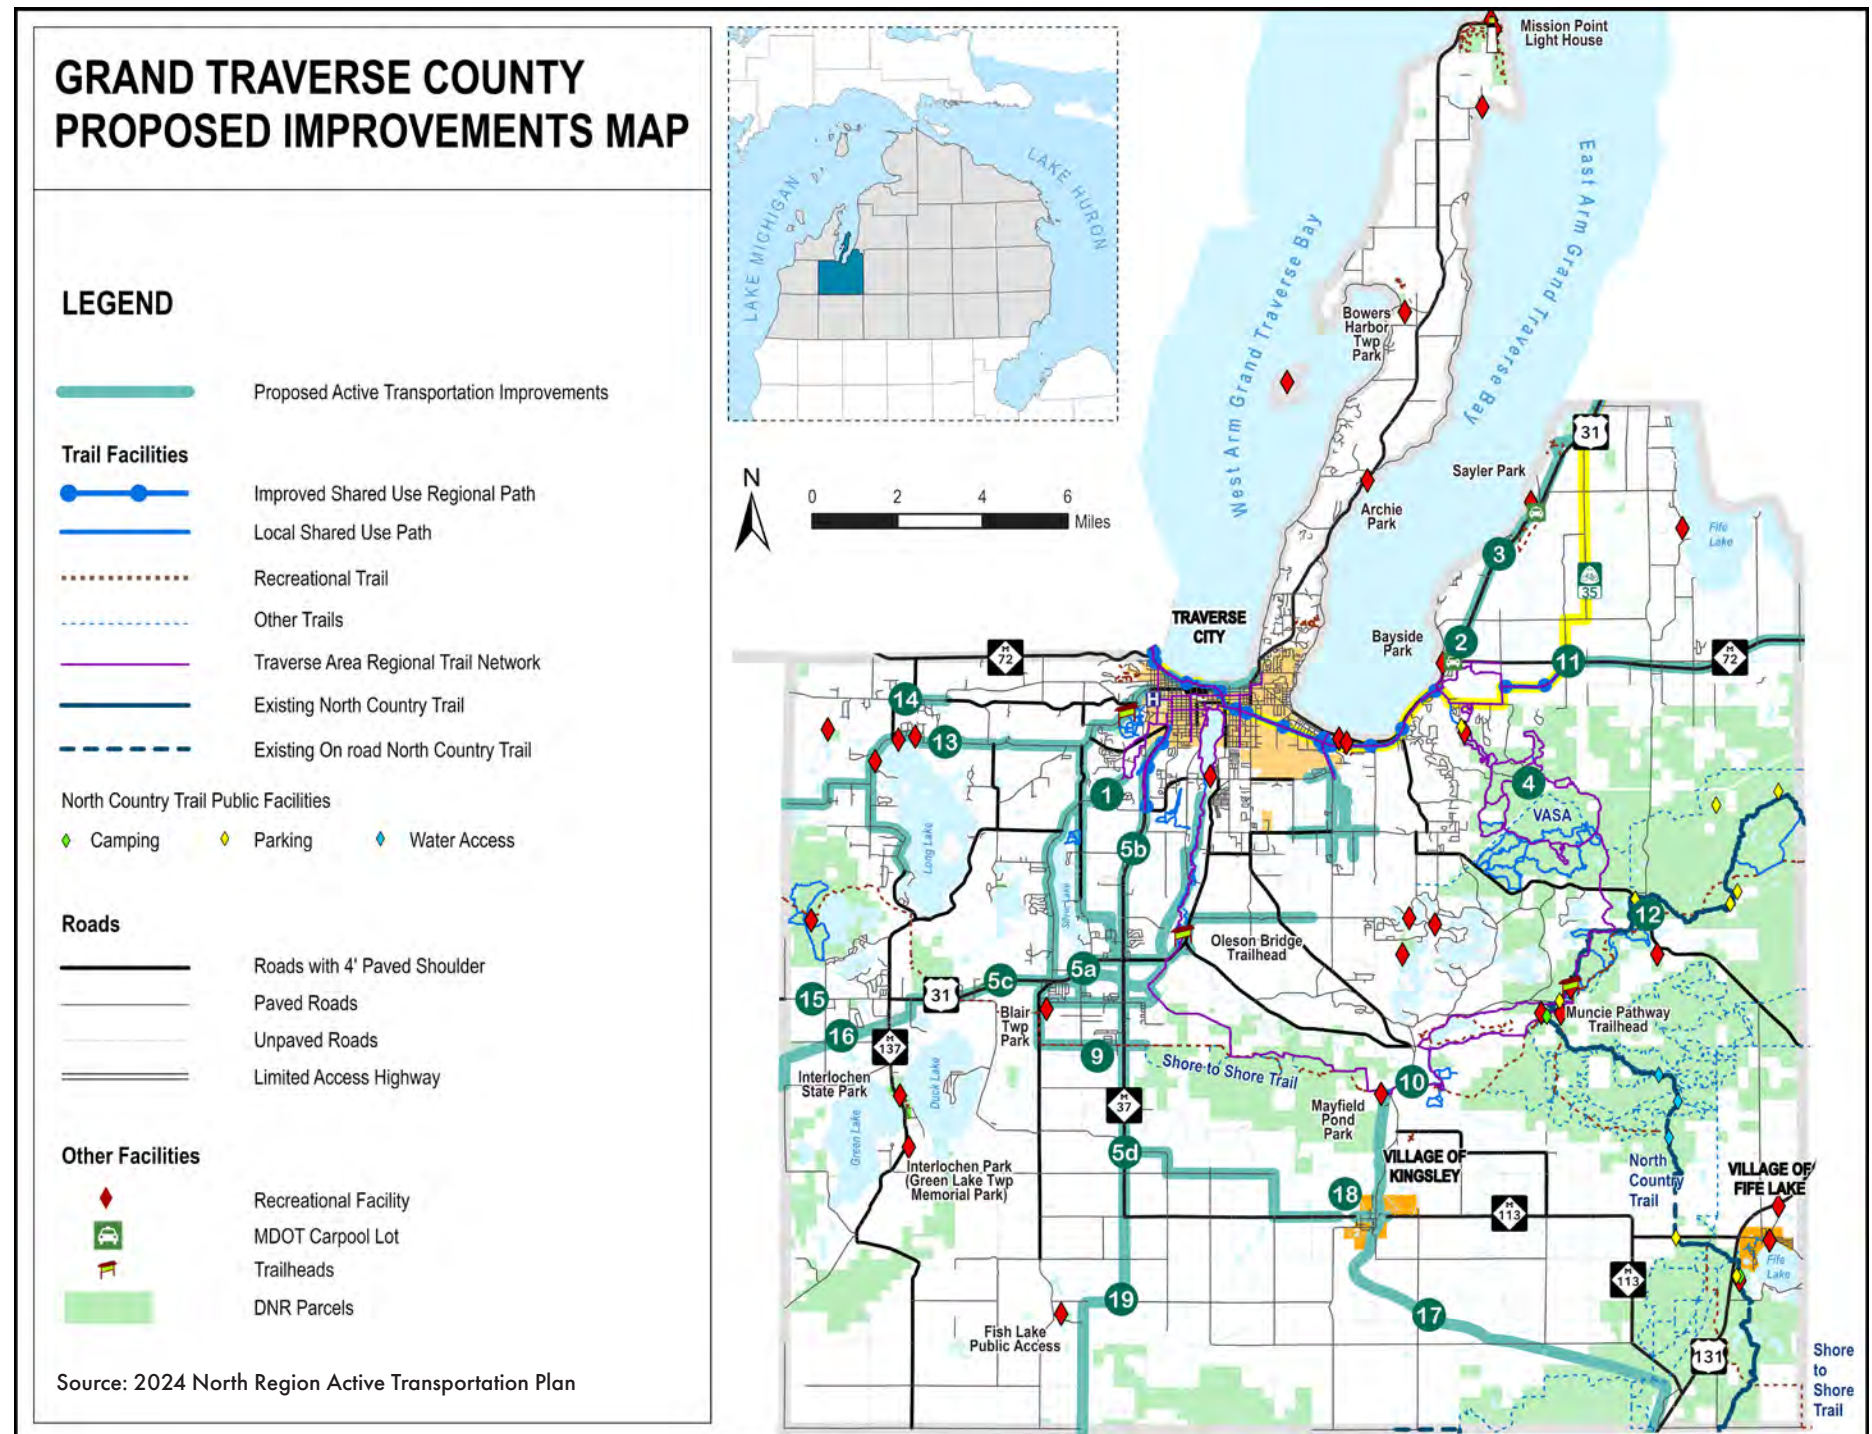 GRAND TRAVERSE COUNTY
PROPOSED IMPROVEMENTS MAP
LEGEND
Proposed Active Transportation Improvements
Trail Facilities
Improved Shared Use Regional Path
Local Shared Use Path
Recreational Trail
Other Trails
Traverse Area Regional Trail Network
Existing North Country Trail
Existing On road North Country Trail
North Country Trail Public Facilities
Camping
Parking
Water Access
Roads
Roads with 4' Paved Shoulder
Paved Roads
Unpaved Roads
Limited Access Highway
Other Facilities
Recreational Facility
MDOT Carpool Lot
Trailheads
DNR Parcels
Source: 2024 North Region Active Transportation Plan
LAKE MICHIGAN
LAKE HURON
N
0 2 4 6
Miles
Mission Point
Light House
East Arm Grand Traverse Bay
West Arm Grand Traverse Bay
Bowers
Harbor
Twp
Park
31
Sayler Park
Archie
Park
Fife
Lake
3
35
TRAVERSE
CITY
Bayside
Park
2
11
M
72
M
72
14
H
13
1
4
VASA
5b
Long Lake
Silver Lake
12
Oleson Bridge
Trailhead
5a
5c
31
15
Blair
Twp
Park
16
M
137
9
Muncie Pathway
Trailhead
Shore to Shore Trail
10
Interlochen
State Park
Duck Lake
Green Lake
M
37
Mayfield
Pond
Park
5d
VILLAGE OF
KINGSLEY
North
Country
Trail
VILLAGE OF
FIFE LAKE
Interlochen Park
(Green Lake Twp
Memorial Park)
18
M
113
Fife
Lake
M
113
19
17
Fish Lake
Public Access
131
Shore
to
Shore
Trail